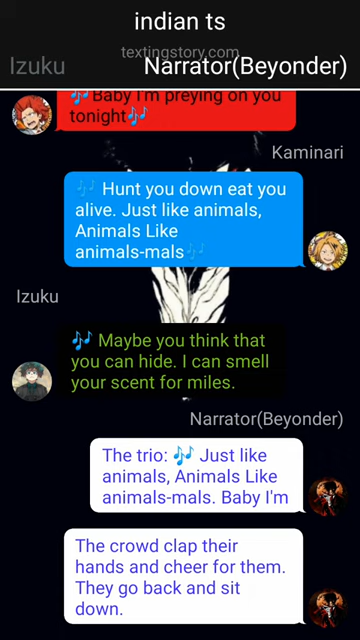 indian ts
textingstory.com
Izuku
Narrator(Beyonder)
🎶Baby I'm preying on you
tonight🎶
Kaminari
🎶 Hunt you down eat you
alive. Just like animals,
Animals Like
animals-mals🎶
Izuku
🎶 Maybe you think that
you can hide. I can smell
your scent for miles.
Narrator(Beyonder)
The trio: 🎶 Just like
animals, Animals Like
animals-mals. Baby I'm
The crowd clap their
hands and cheer for them.
They go back and sit
down.